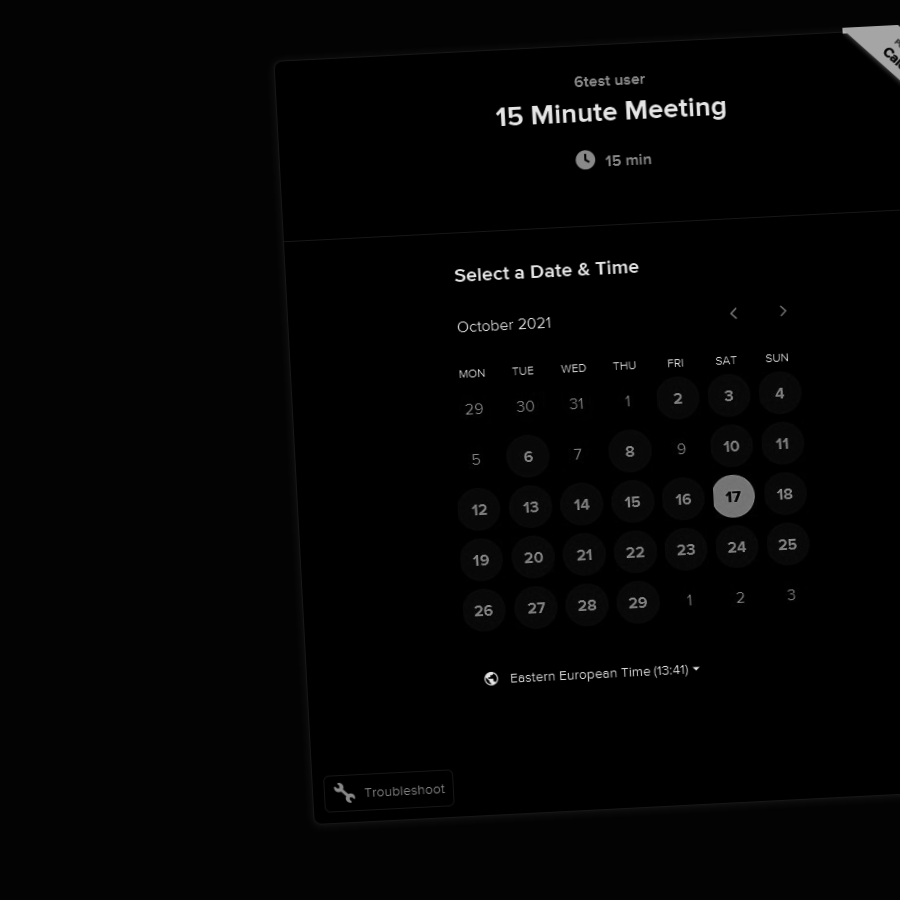 6test user
15 Minute Meeting
15 min
Select a Date & Time
October 2021
MON TUE WED THU FRI SAT SUN
29 30 31 1 2 3 4
5 6 7 8 9 10 11
12 13 14 15 16 17 18
19 20 21 22 23 24 25
26 27 28 29 1 2 3
Eastern European Time (13:41)
Troubleshoot